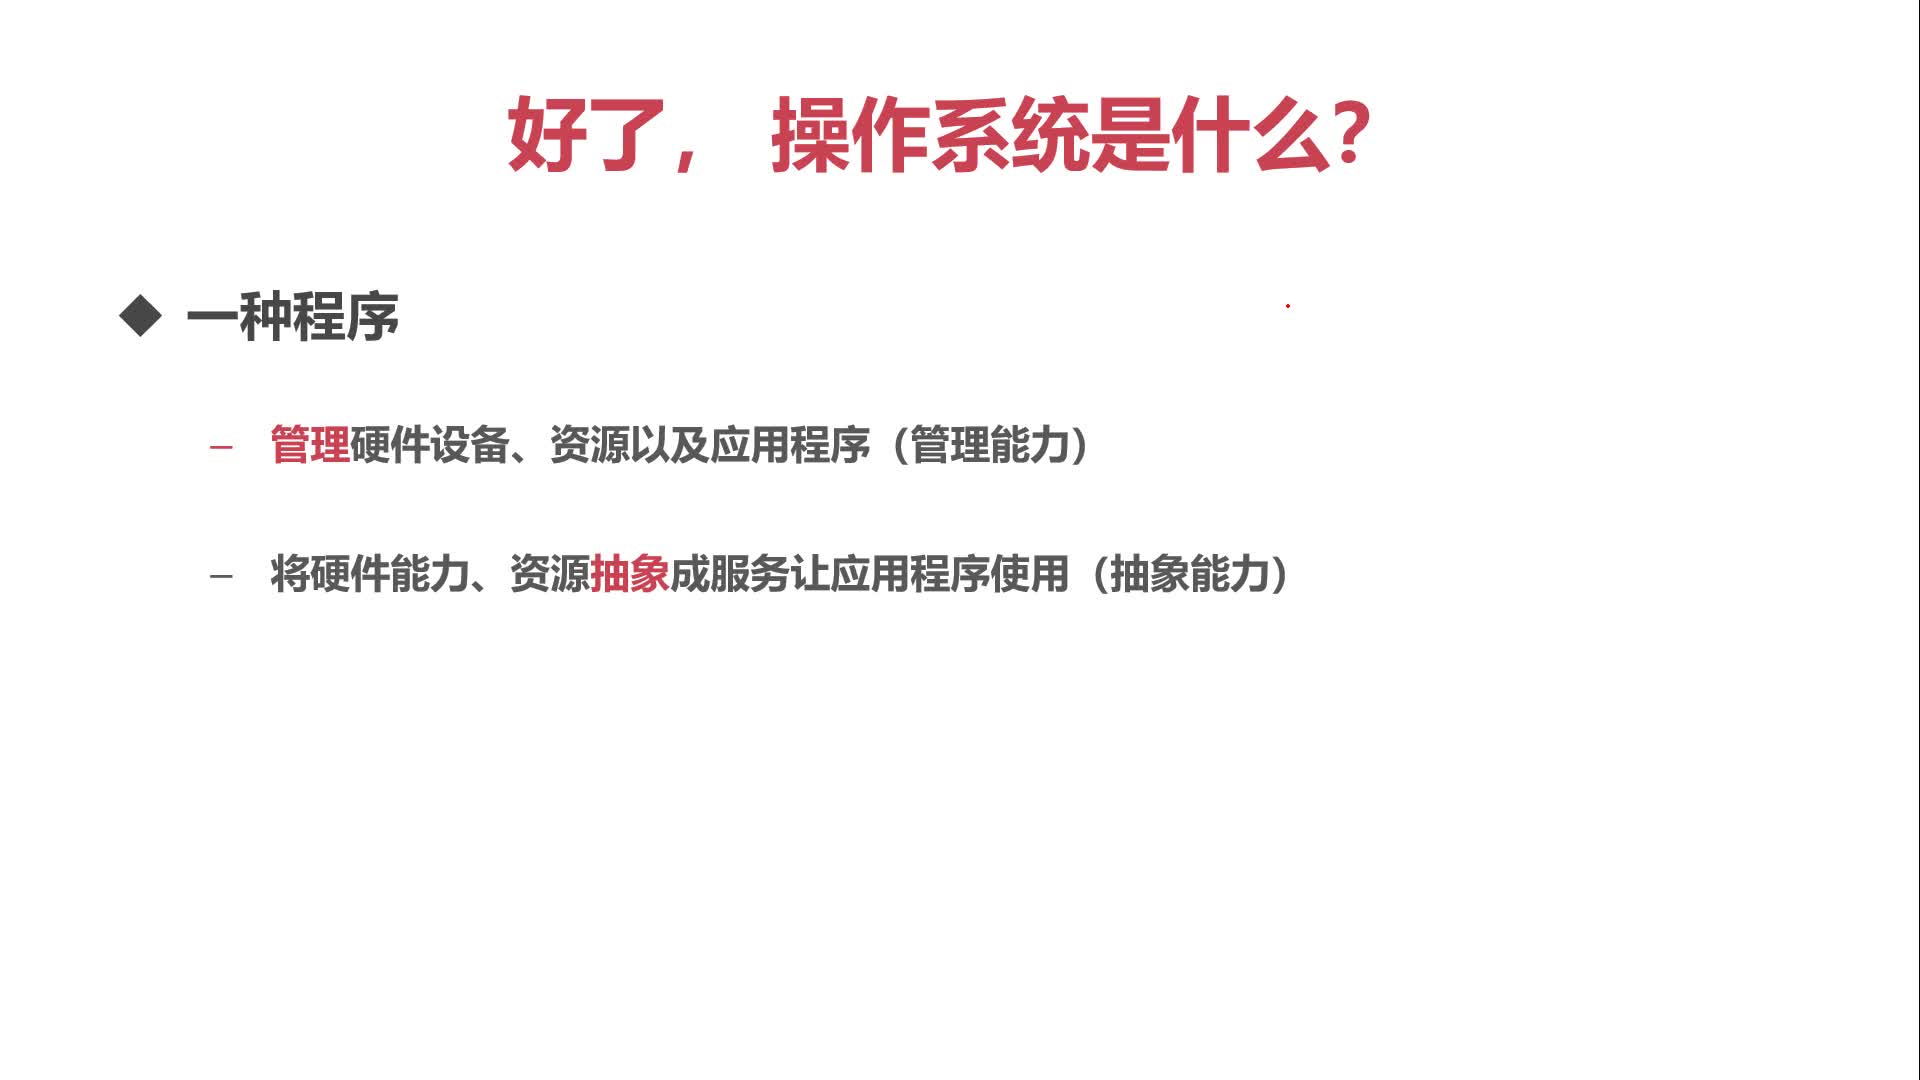 好了， 操作系统是什么？
◆ 一种程序
– 管理硬件设备、资源以及应用程序（管理能力）
– 将硬件能力、资源抽象成服务让应用程序使用（抽象能力）